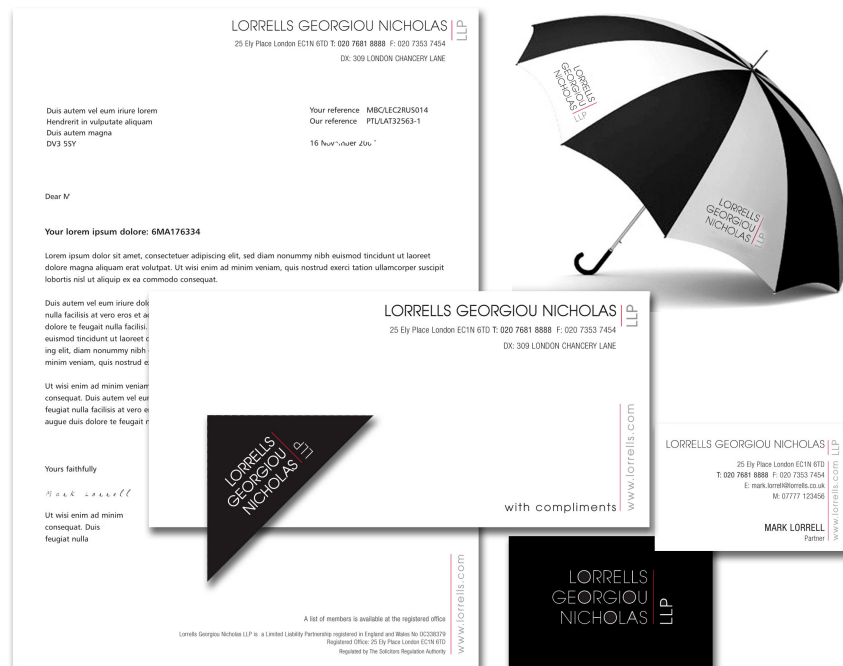 LORRELLS GEORGIOU NICHOLAS LLP
25 Ely Place London EC1N 6TD T: 020 7681 8888 F: 020 7353 7454
DX: 309 LONDON CHANCERY LANE
Duis autem vel eum iriure lorem
Hendrerit in vulputate aliquam
Duis autem magna
DV3 5SY
Your reference MBC/LEC2RUS014
Our reference PTL/LAT32563-1
16
Dear
Your lorem ipsum dolore: 6MA176334
Lorem ipsum dolor sit amet, consectetuer adipiscing elit, sed diam nonummy nibh euismod tincidunt ut laoreet
dolore magna aliquam erat volutpat. Ut wisi enim ad minim veniam, quis nostrud exerci tation ullamcorper suscipit
lobortis nisl ut aliquip ex ea commodo consequat.
Duis autem vel eum iriure
nulla facilisis at vero eros et
dolore te feugait nulla facilisi.
euismod tincidunt ut laoreet
ing elit, diam nonummy nibh
minim veniam, quis nostrud
Ut wisi enim ad minim veniam
consequat. Duis autem vel
feugiat nulla facilisis at vero
augue duis dolore te feugait
Yours faithfully
Mark Lorrell
Ut wisi enim ad minim
consequat. Duis
feugiat nulla
A list of members is available at the registered office
Lorrells Georgiou Nicholas LLP is a Limited Liability Partnership registered in England and Wales No OC338379
Registered Office: 25 Ely Place London EC1N 6TD
Regulated by The Solicitors Regulation Authority
www.lorrells.com
LORRELLS GEORGIOU NICHOLAS LLP
25 Ely Place London EC1N 6TD T: 020 7681 8888 F: 020 7353 7454
DX: 309 LONDON CHANCERY LANE
LORRELLS
GEORGIOU
NICHOLAS LLP
with compliments
www.lorrells.com
LORRELLS
GEORGIOU
NICHOLAS LLP
LORRELLS
GEORGIOU
NICHOLAS LLP
LORRELLS GEORGIOU NICHOLAS LLP
25 Ely Place London EC1N 6TD
T: 020 7681 8888 F: 020 7353 7454
E: mark.lorrell@lorrells.co.uk
M: 07777 123456
MARK LORRELL
Partner
www.lorrells.com
LORRELLS
GEORGIOU
NICHOLAS LLP